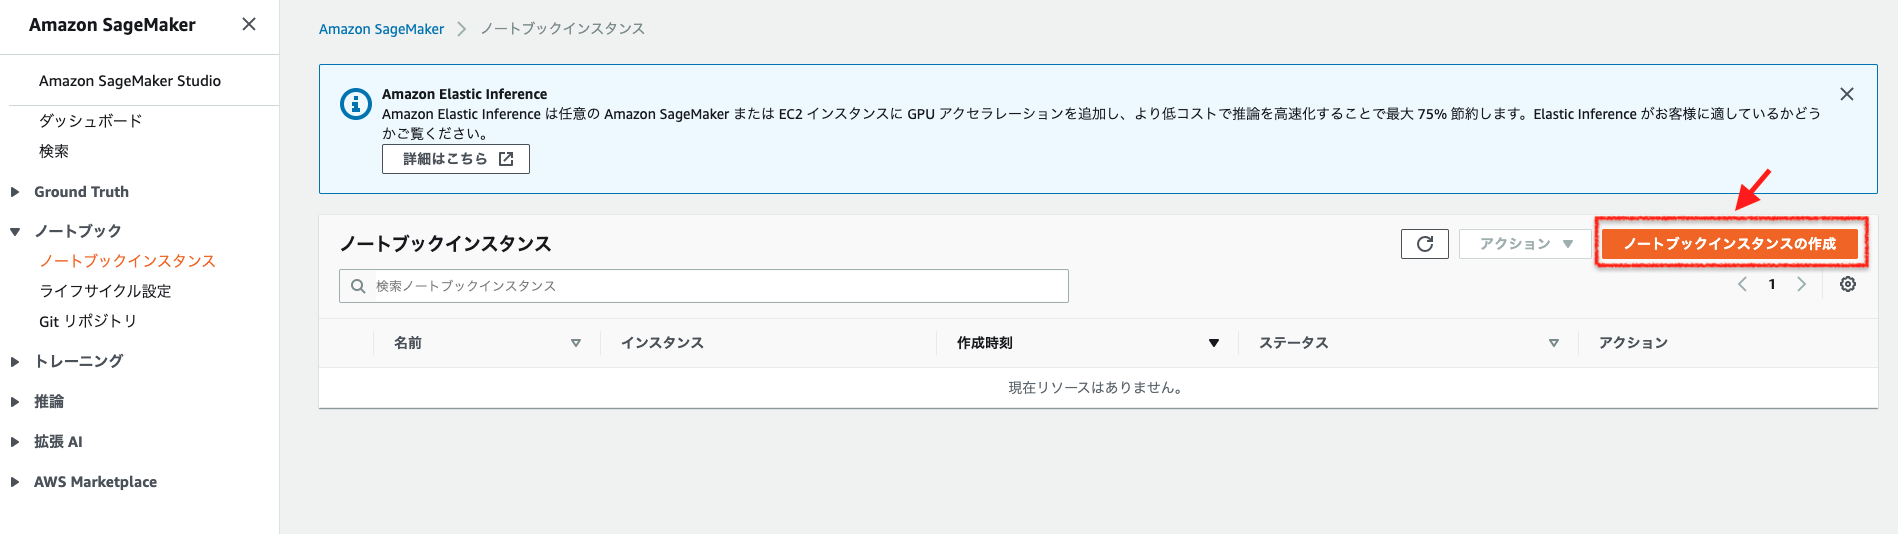 Amazon SageMaker
Amazon SageMaker Studio
ダッシュボード
検索
Ground Truth
ノートブック
ノートブックインスタンス
ライフサイクル設定
Git リポジトリ
トレーニング
推論
拡張 AI
AWS Marketplace
Amazon SageMaker ノートブックインスタンス
Amazon Elastic Inference
Amazon Elastic Inference は任意の Amazon SageMaker または EC2 インスタンスに GPU アクセラレーションを追加し、より低コストで推論を高速化することで最大 75% 節約します。Elastic Inference がお客様に適しているかどう
かご覧ください。
詳細はこちら
ノートブックインスタンス アクション ノートブックインスタンスの作成
検索ノートブックインスタンス 1
名前 インスタンス 作成時刻 ステータス アクション
現在リソースはありません。